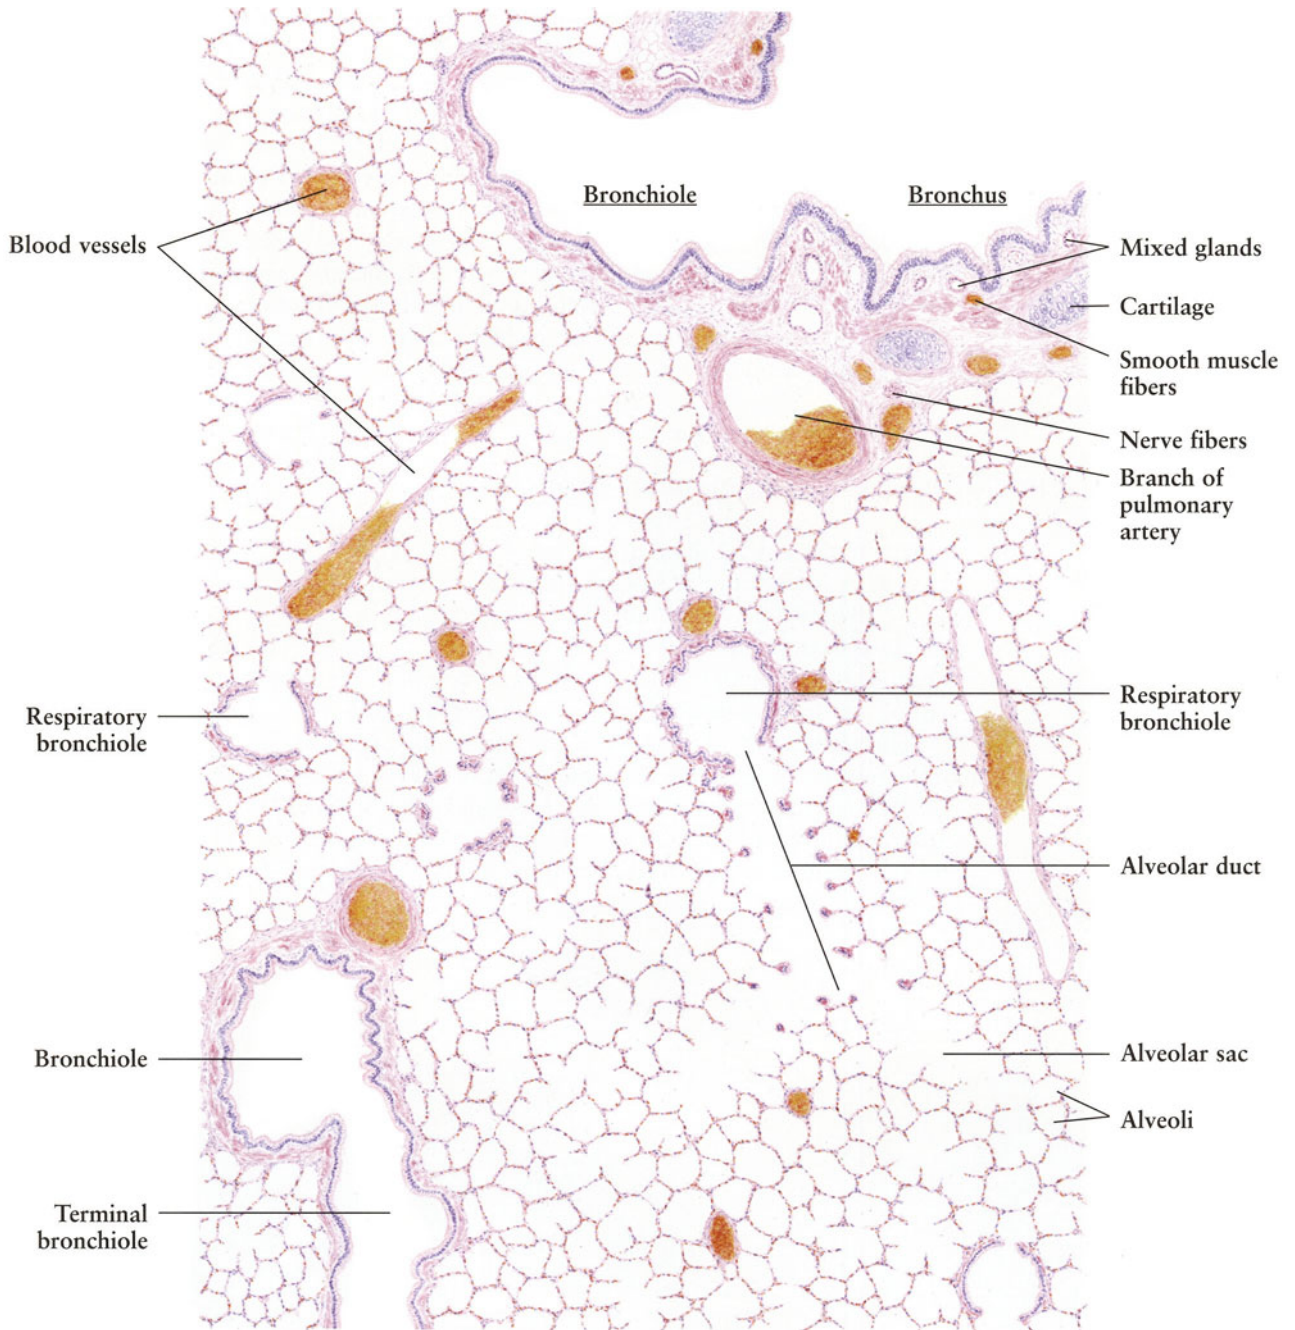 Bronchiole
Bronchus
Blood vessels
Mixed glands
Cartilage
Smooth muscle
fibers
Nerve fibers
Branch of
pulmonary
artery
Respiratory
bronchiole
Respiratory
bronchiole
Alveolar duct
Bronchiole
Alveolar sac
Alveoli
Terminal
bronchiole